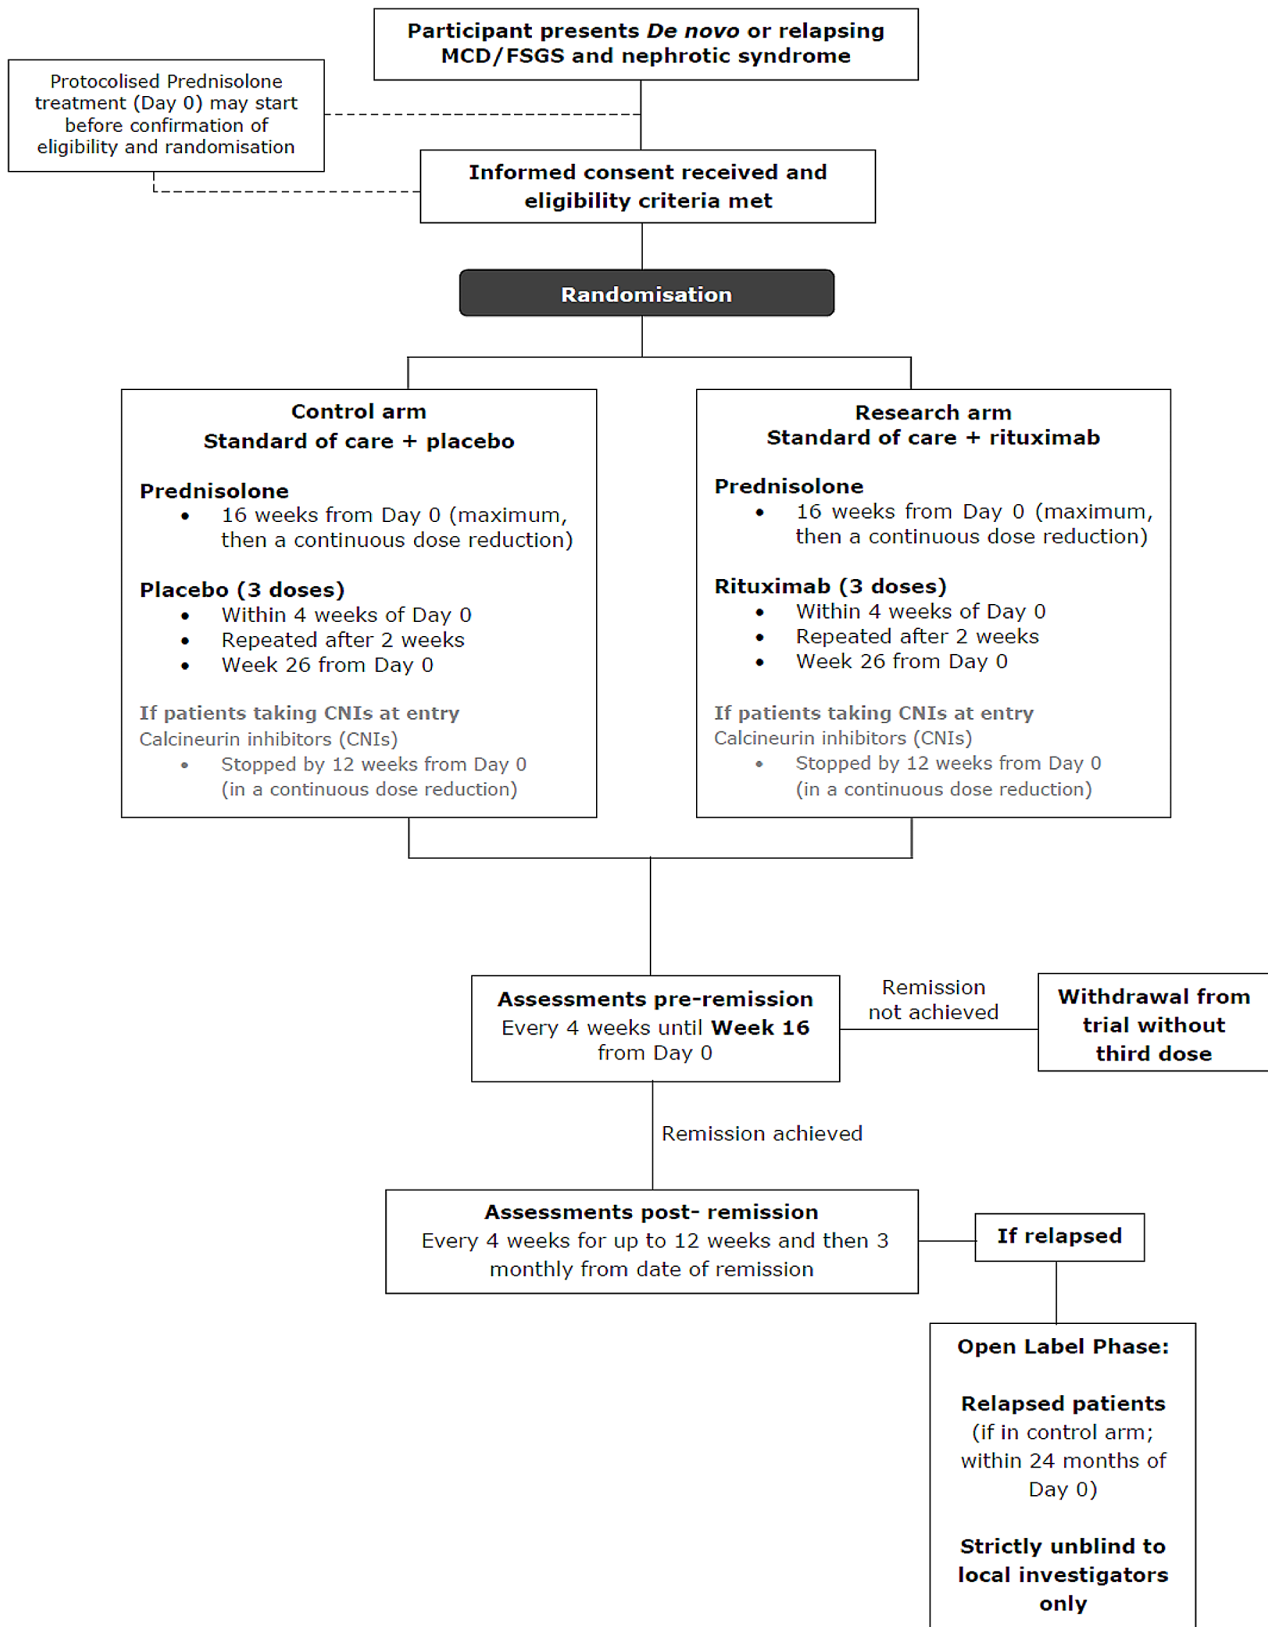 Participant presents De novo or relapsing
MCD/FSGS and nephrotic syndrome
Protocolised Prednisolone
treatment (Day 0) may start
before confirmation of
eligibility and randomisation
Informed consent received and
eligibility criteria met
Randomisation
Control arm
Standard of care + placebo
Prednisolone
• 16 weeks from Day 0 (maximum,
then a continuous dose reduction)
Placebo (3 doses)
• Within 4 weeks of Day 0
• Repeated after 2 weeks
• Week 26 from Day 0
If patients taking CNIs at entry
Calcineurin inhibitors (CNIs)
• Stopped by 12 weeks from Day 0
(in a continuous dose reduction)
Research arm
Standard of care + rituximab
Prednisolone
• 16 weeks from Day 0 (maximum,
then a continuous dose reduction)
Rituximab (3 doses)
• Within 4 weeks of Day 0
• Repeated after 2 weeks
• Week 26 from Day 0
If patients taking CNIs at entry
Calcineurin inhibitors (CNIs)
• Stopped by 12 weeks from Day 0
(in a continuous dose reduction)
Assessments pre-remission
Every 4 weeks until Week 16
from Day 0
Remission
not achieved
Withdrawal from
trial without
third dose
Remission achieved
Assessments post- remission
Every 4 weeks for up to 12 weeks and then 3
monthly from date of remission
If relapsed
Open Label Phase:
Relapsed patients
(if in control arm;
within 24 months of
Day 0)
Strictly unblind to
local investigators
only